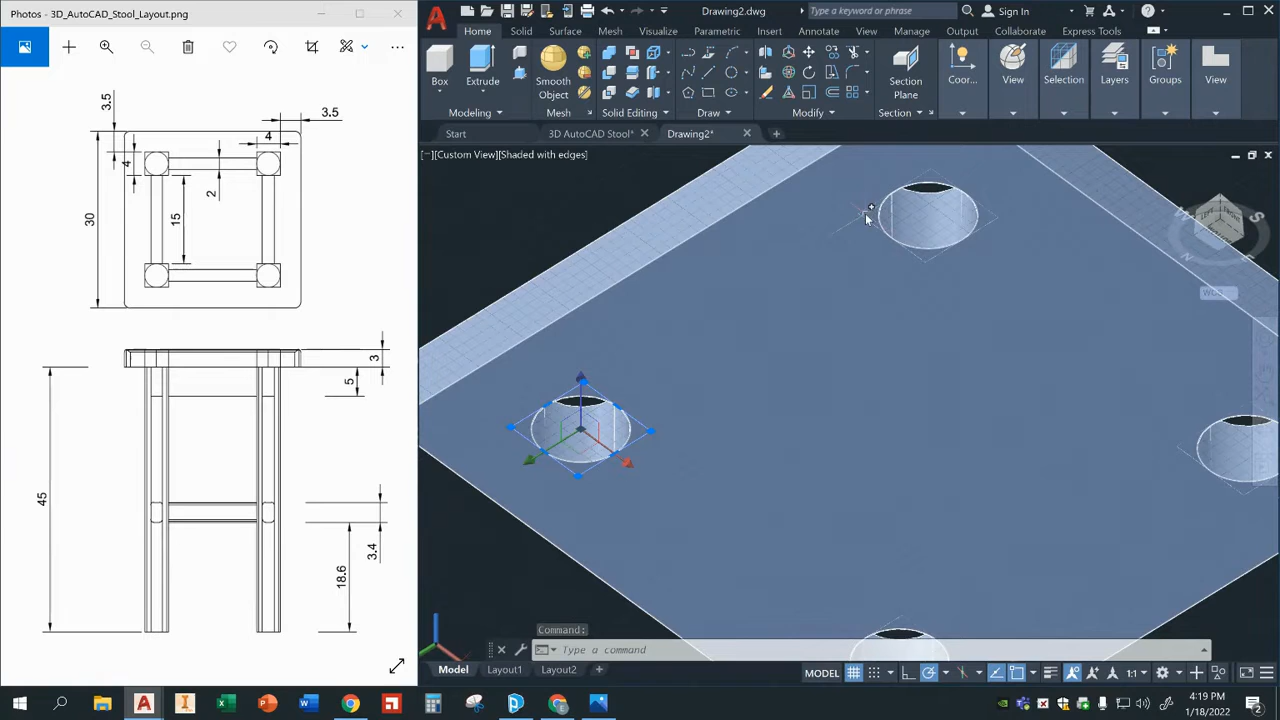 Photos - 3D_AutoCAD_Stool_Layout.png
3.5
3.5
4
4
30
15
2
3
5
45
3.4
18.6
Drawing2.dwg
Type a keyword or phrase
Sign In
Home
Solid
Surface
Mesh
Visualize
Parametric
Insert
Annotate
View
Manage
Output
Collaborate
Express Tools
Box
Extrude
Smooth
Object
Section
Plane
Coor...
View
Selection
Layers
Groups
View
Modeling
Mesh
Solid Editing
Draw
Modify
Section
Start
3D AutoCAD Stool*
Drawing2*
[−][Custom View][Shaded with edges]
LEFT
FRONT
W
S
WCS
Command:
Type a command
Model
Layout1
Layout2
MODEL
1:1
4:19 PM
1/18/2022
2